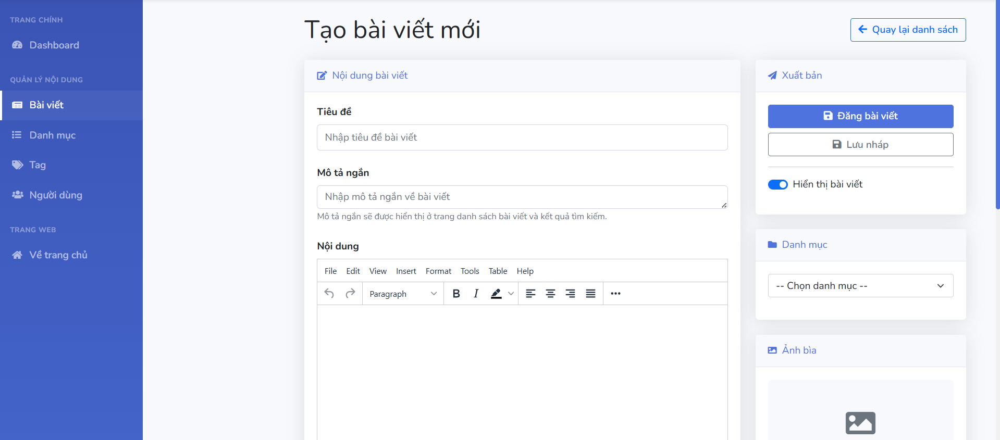 TRANG CHÍNH
Dashboard
QUẢN LÝ NỘI DUNG
Bài viết
Danh mục
Tag
Người dùng
TRANG WEB
Về trang chủ
Tạo bài viết mới
Quay lại danh sách
Nội dung bài viết
Tiêu đề
Nhập tiêu đề bài viết
Mô tả ngắn
Nhập mô tả ngắn về bài viết
Mô tả ngắn sẽ được hiển thị ở trang danh sách bài viết và kết quả tìm kiếm.
Nội dung
File Edit View Insert Format Tools Table Help
Paragraph B I
Xuất bản
Đăng bài viết
Lưu nháp
Hiển thị bài viết
Danh mục
-- Chọn danh mục --
Ảnh bìa